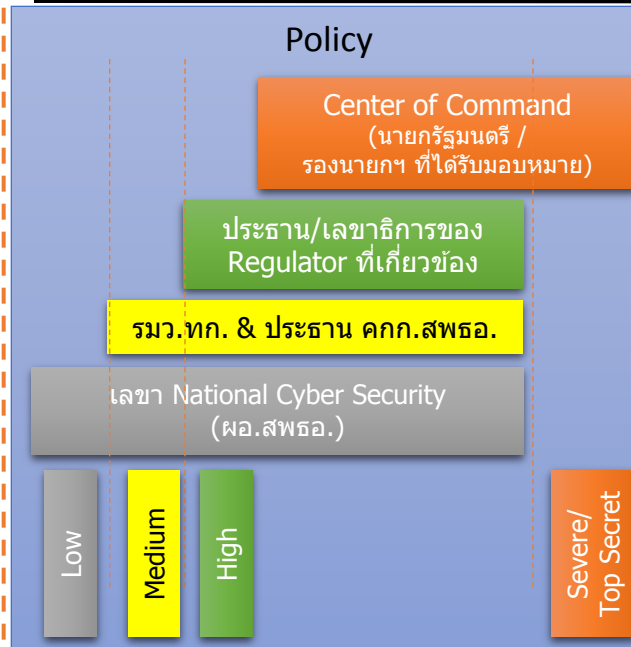 Policy
Center of Command
(นายกรัฐมนตรี /
รองนายกฯ ที่ได้รับมอบหมาย)
ประธาน/เลขาธิการของ
Regulator ที่เกี่ยวข้อง
รมว.ทก. & ประธาน คกก.สพธอ.
เลขา National Cyber Security
(ผอ.สพธอ.)
Low
Medium
High
Severe/
Top Secret